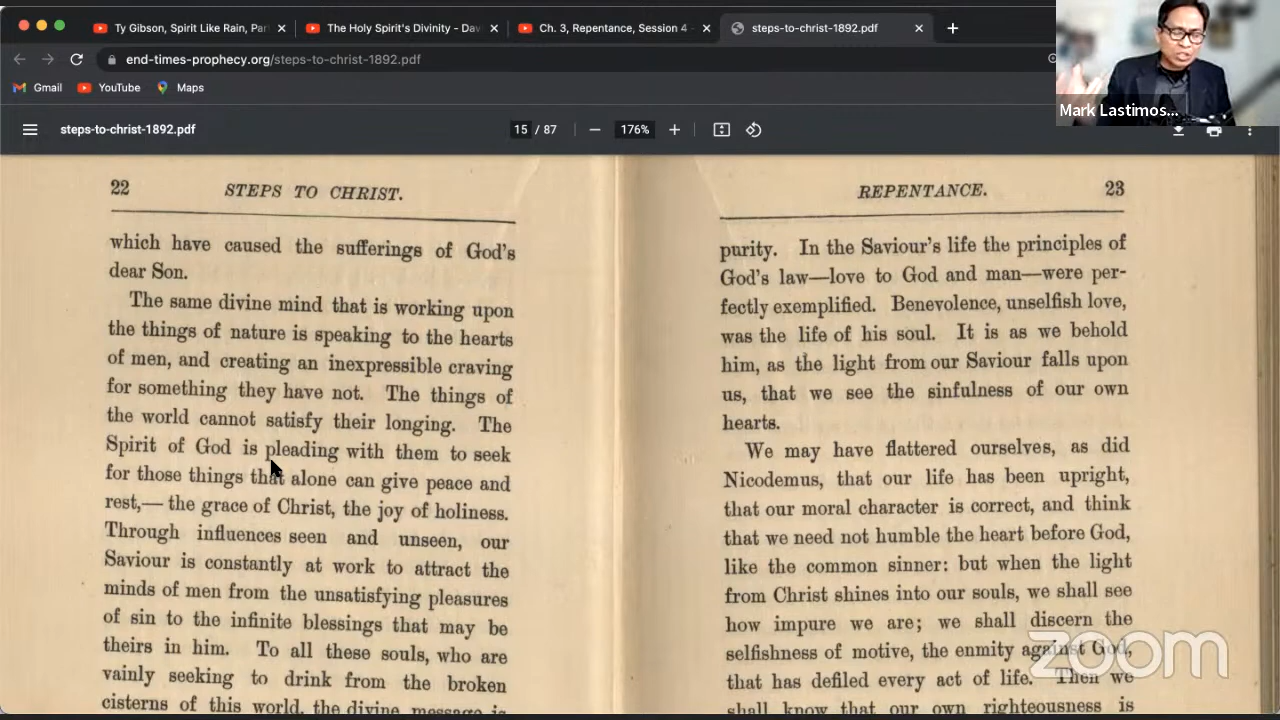 Ty Gibson, Spirit Like Rain, Par
The Holy Spirit's Divinity - Dav
Ch. 3, Repentance, Session 4 -
steps-to-christ-1892.pdf
end-times-prophecy.org/steps-to-christ-1892.pdf
Gmail YouTube Maps
Mark Lastimos...
steps-to-christ-1892.pdf
15 / 87
176%
22 STEPS TO CHRIST.
which have caused the sufferings of God's
dear Son.
The same divine mind that is working upon
the things of nature is speaking to the hearts
of men, and creating an inexpressible craving
for something they have not. The things of
the world cannot satisfy their longing. The
Spirit of God is pleading with them to seek
for those things that alone can give peace and
rest,— the grace of Christ, the joy of holiness.
Through influences seen and unseen, our
Saviour is constantly at work to attract the
minds of men from the unsatisfying pleasures
of sin to the infinite blessings that may be
theirs in him. To all these souls, who are
vainly seeking to drink from the broken
cisterns of this world, the divine message is
REPENTANCE. 23
purity. In the Saviour's life the principles of
God's law—love to God and man—were per-
fectly exemplified. Benevolence, unselfish love,
was the life of his soul. It is as we behold
him, as the light from our Saviour falls upon
us, that we see the sinfulness of our own
hearts.
We may have flattered ourselves, as did
Nicodemus, that our life has been upright,
that our moral character is correct, and think
that we need not humble the heart before God,
like the common sinner: but when the light
from Christ shines into our souls, we shall see
how impure we are; we shall discern the
selfishness of motive, the enmity against God,
that has defiled every act of life. Then we
shall know that our own righteousness is
zoom